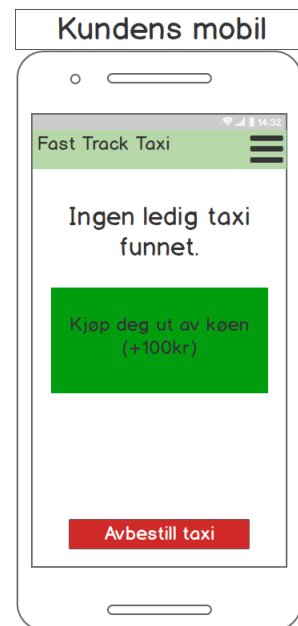 Kundens mobil
14:32
Fast Track Taxi
Ingen ledig taxi
funnet.
Kjøp deg ut av køen
(+100kr)
Avbestill taxi